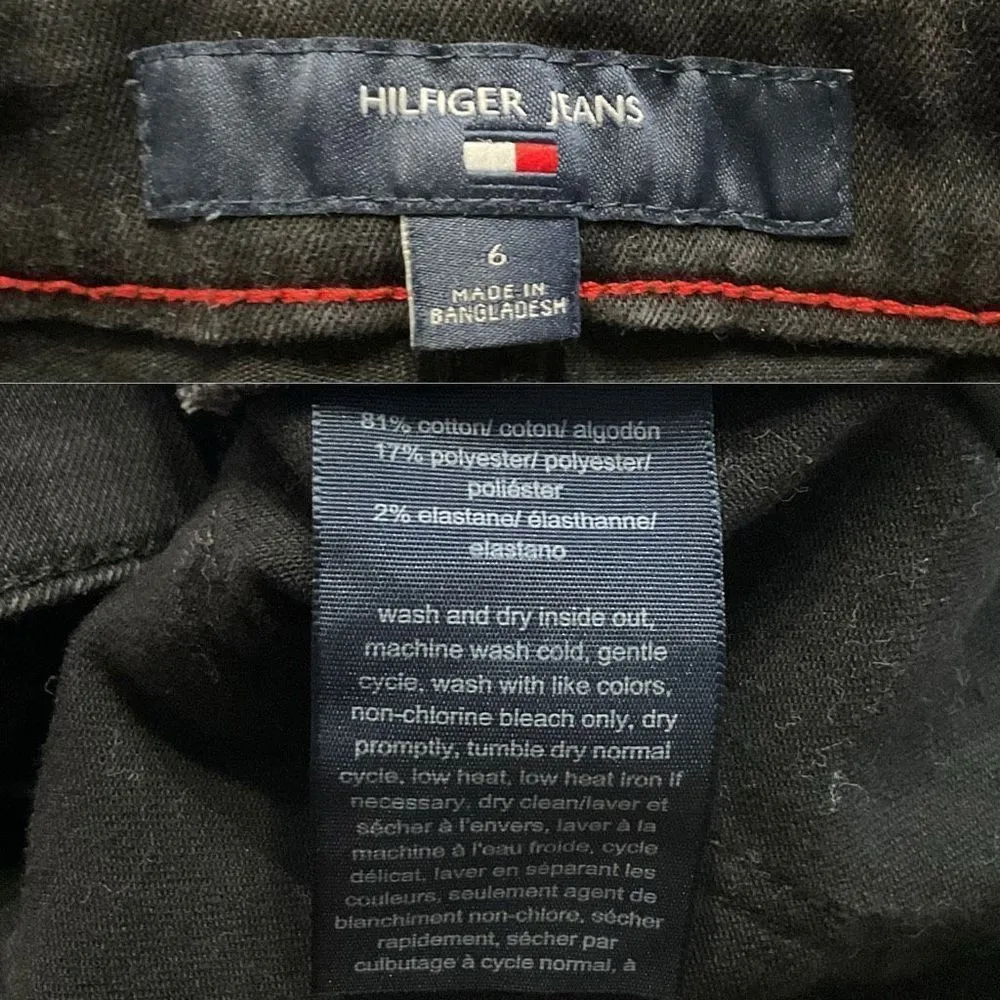 HILFIGER JEANS
6
MADE IN
BANGLADESH
81% cotton/ coton/ algodón
17% polyester/ polyester/
poliéster
2% elastane/ élasthanne/
elastano
wash and dry inside out,
machine wash cold, gentle
cycle, wash with like colors,
non-chlorine bleach only, dry
promptly, tumble dry normal
cycle, low heat, low heat iron if
necessary, dry clean/laver et
sécher à l'envers, laver à la
machine à l'eau froide, cycle
délicat, laver en séparant les
couleurs, seulement agent de
blanchiment non-chlore, sécher
rapidement, sécher par
culbutage à cycle normal, à